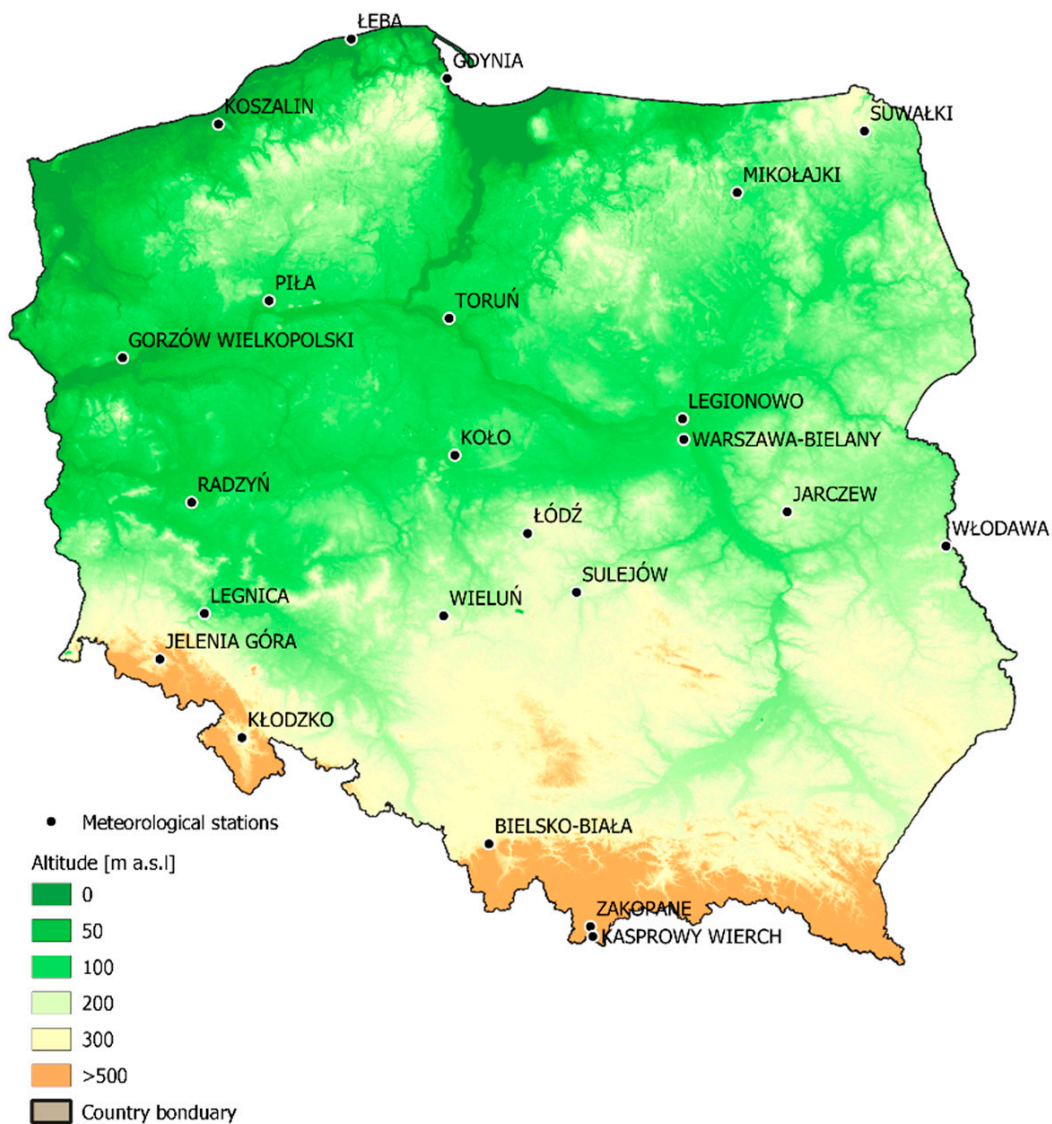 ŁEBA
GDYNIA
KOSZALIN
SUWAŁKI
MIKOŁAJKI
PIŁA
TORUŃ
GORZÓW WIELKOPOLSKI
LEGIONOWO
WARSZAWA-BIELANY
KOŁO
RADZYŃ
JARCZEW
ŁÓDŹ
WŁODAWA
SULEJÓW
LEGNICA
WIELUŃ
JELENIA GÓRA
KŁODZKO
Meteorological stations
BIELSKO-BIAŁA
Altitude [m a.s.l]
0
ZAKOPANE
50
KASPROWY WIERCH
100
200
300
>500
Country bonduary